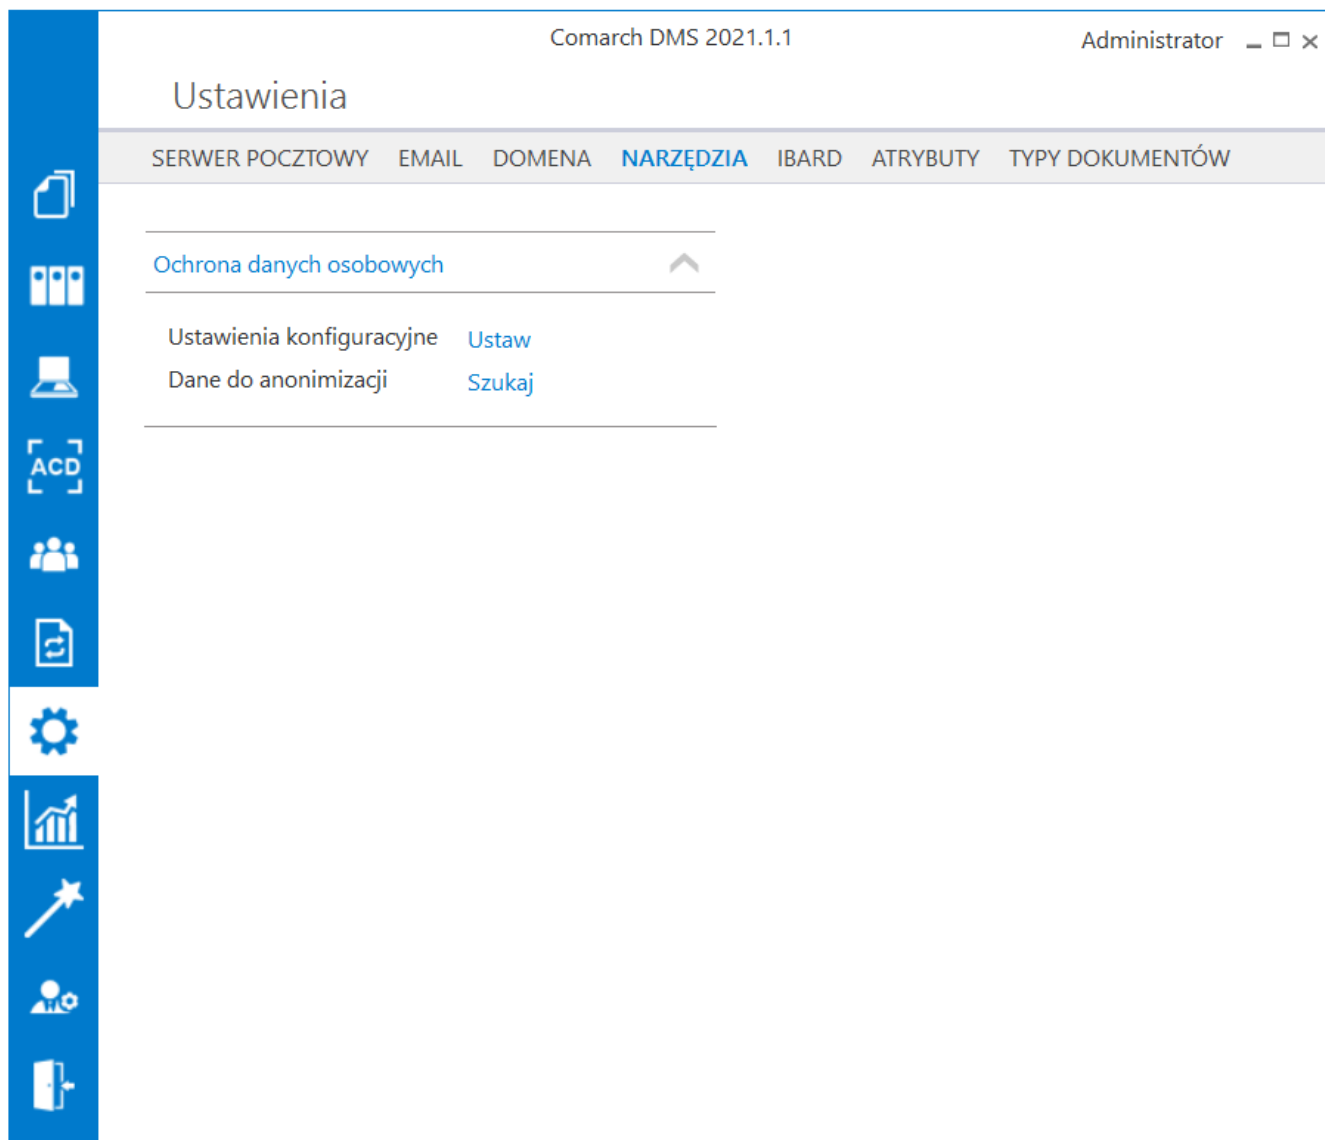 Comarch DMS 2021.1.1
Administrator
Ustawienia
SERWER POCZTOWY EMAIL DOMENA NARZĘDZIA IBARD ATRYBUTY TYPY DOKUMENTÓW
Ochrona danych osobowych
Ustawienia konfiguracyjne Ustaw
Dane do anonimizacji Szukaj
ACD